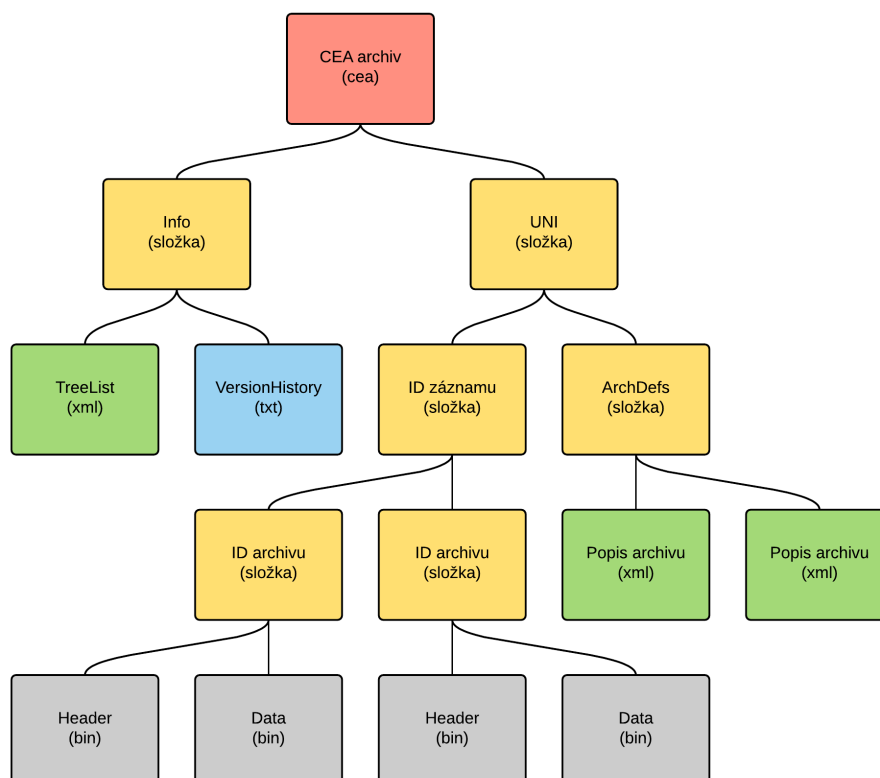 CEA archiv
(cea)
Info
(složka)
UNI
(složka)
TreeList
(xml)
VersionHistory
(txt)
ID záznamu
(složka)
ArchDefs
(složka)
ID archivu
(složka)
ID archivu
(složka)
Popis archivu
(xml)
Popis archivu
(xml)
Header
(bin)
Data
(bin)
Header
(bin)
Data
(bin)